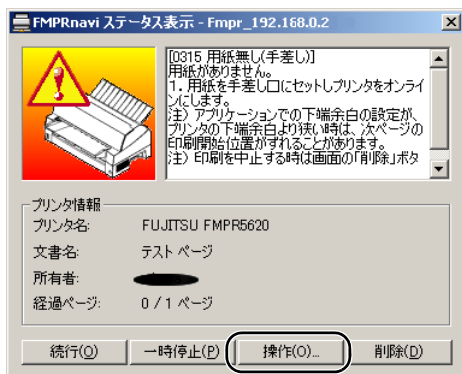 FMPRnavi ステータス表示 - Fmpr_192.168.0.2
[0315 用紙無し(手差し)]
用紙がありません。
1. 用紙を手差し口にセットしプリンタをオンライ
ンにします。
注) アプリケーションでの下端余白の設定が、
プリンタの下端余白より狭い時は、次ページの
印刷開始位置がずれることがあります。
注) 印刷を中止する時は画面の「削除」ボタ
プリンタ情報
プリンタ名: FUJITSU FMPR5620
文書名: テスト ページ
所有者:
経過ページ: 0 / 1 ページ
続行(O) 一時停止(P) 操作(O)... 削除(D)